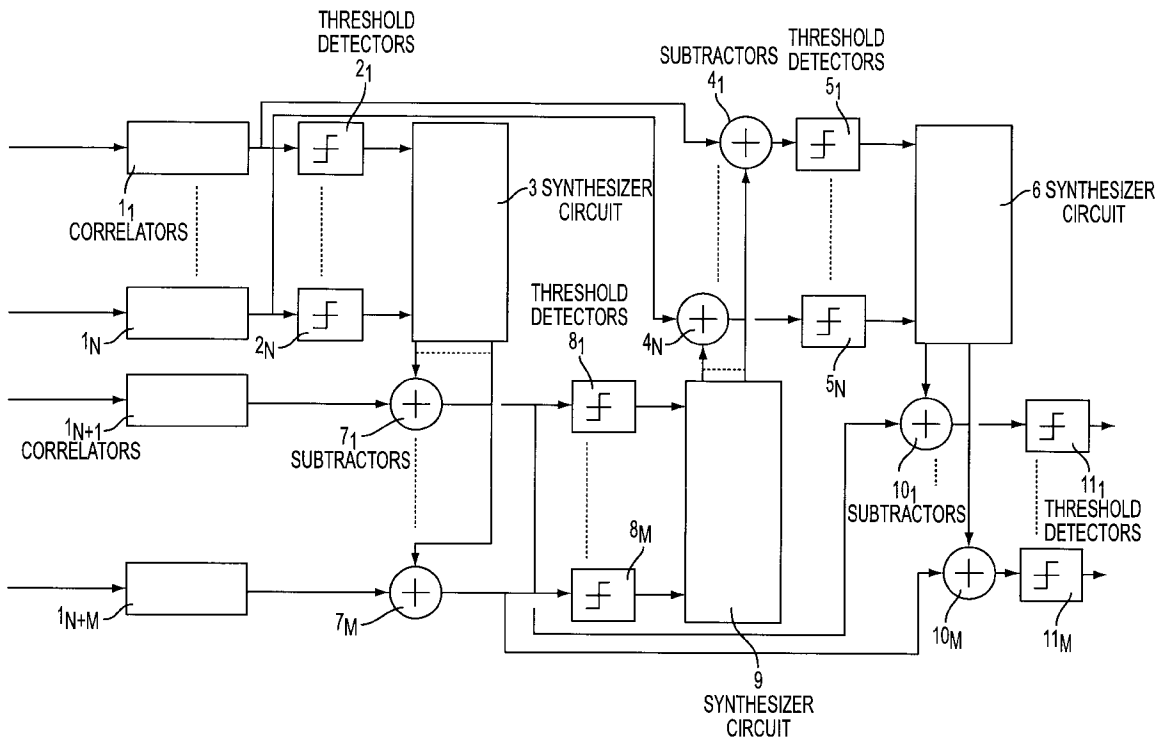 THRESHOLD
DETECTORS
2₁
SUBTRACTORS
4₁
THRESHOLD
DETECTORS
5₁
1₁
CORRELATORS
3 SYNTHESIZER
CIRCUIT
6 SYNTHESIZER
CIRCUIT
1N
2N
THRESHOLD
DETECTORS
8₁
4N
5N
1N+1
CORRELATORS
7₁
SUBTRACTORS
10₁
SUBTRACTORS
11₁
THRESHOLD
DETECTORS
8M
1N+M
7M
10M
11M
9
SYNTHESIZER
CIRCUIT